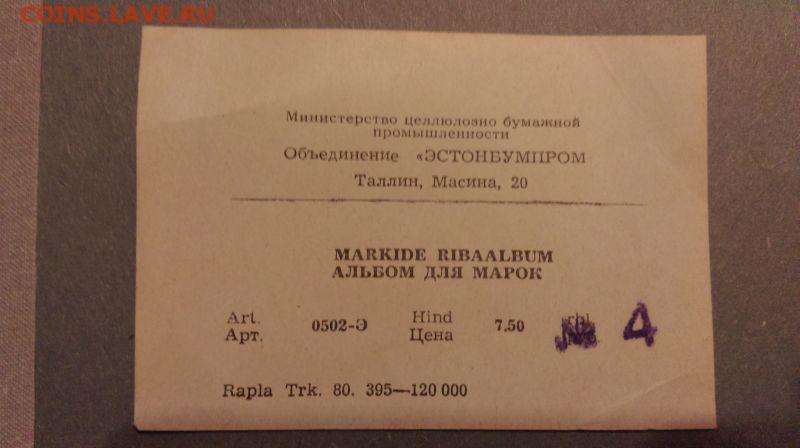 COINS.LAVE.RU
Министерство целлюлозно бумажной
промышленности
Объединение «ЭСТОНБУМПРОМ
Таллин, Масина, 20
MARKIDE RIBAALBUM
АЛЬБОМ ДЛЯ МАРОК
Art. 0502-Э Hind 7.50 rbl. 4
Арт. Цена
Rapla Trk. 80. 395—120 000